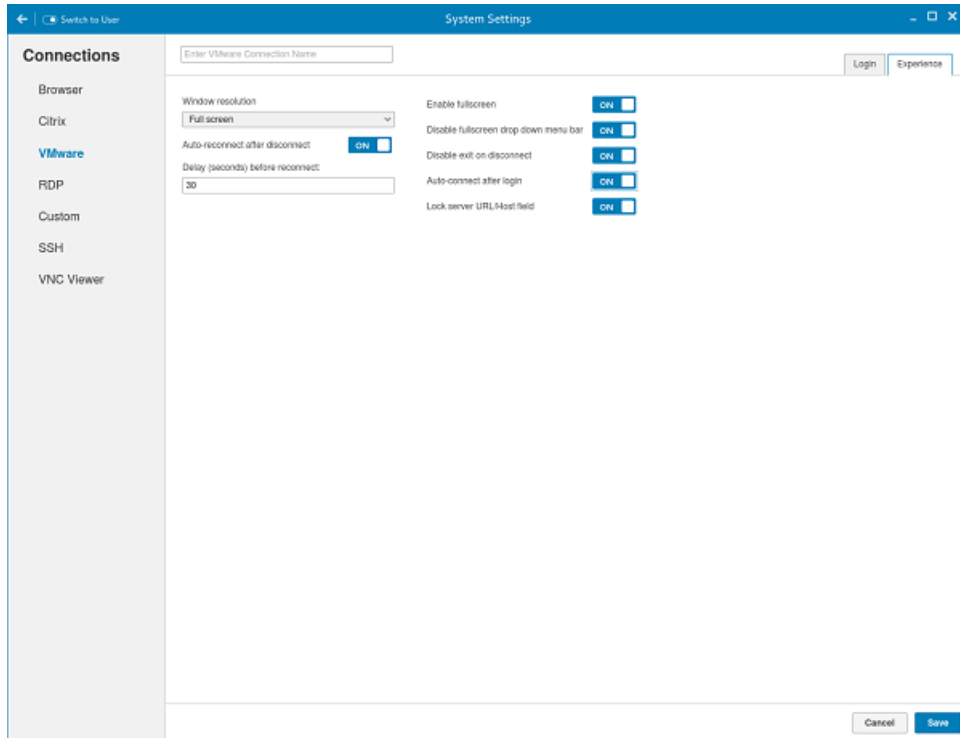 Switch to User
System Settings
Connections
Browser
Citrix
VMware
RDP
Custom
SSH
VNC Viewer
Enter VMware Connection Name
Login
Experience
Window resolution
Full screen
Auto-reconnect after disconnect
ON
Delay (seconds) before reconnect:
30
Enable fullscreen
ON
Disable fullscreen drop down menu bar
ON
Disable exit on disconnect
ON
Auto-connect after login
ON
Lock server URL/Host field
ON
Cancel
Save